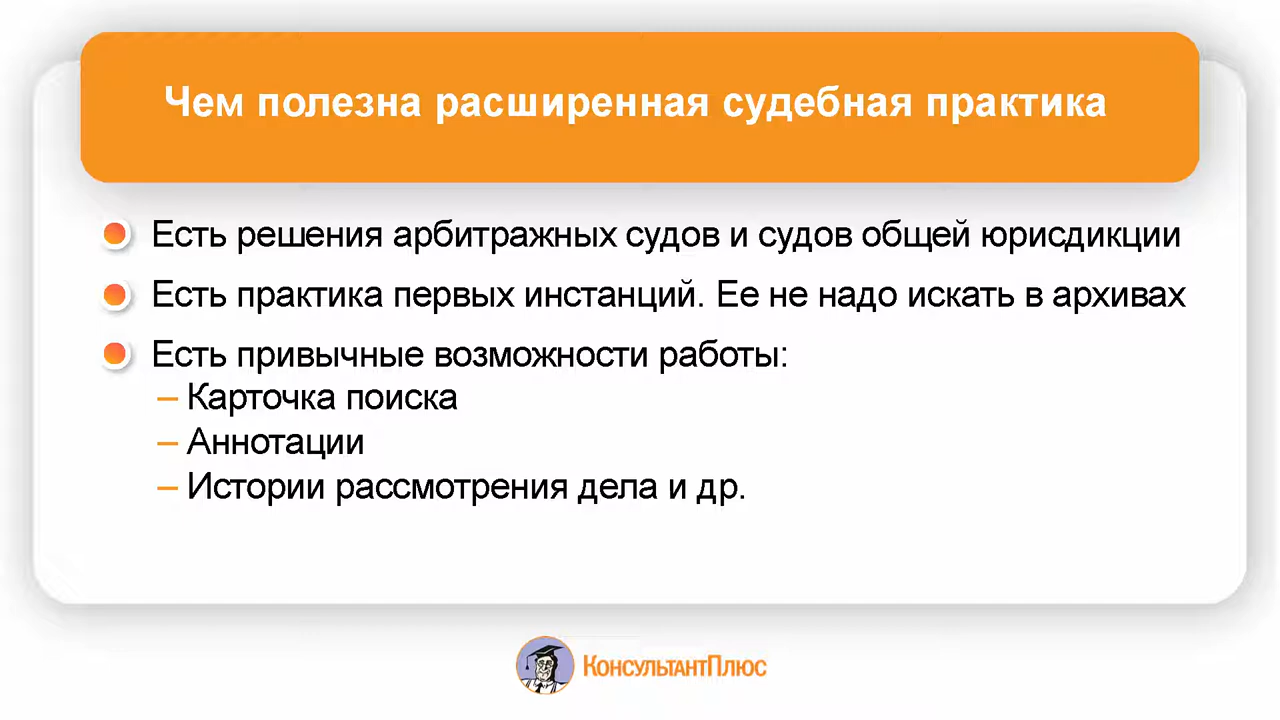 Чем полезна расширенная судебная практика
Есть решения арбитражных судов и судов общей юрисдикции
Есть практика первых инстанций. Ее не надо искать в архивах
Есть привычные возможности работы:
– Карточка поиска
– Аннотации
– Истории рассмотрения дела и др.
КонсультантПлюс